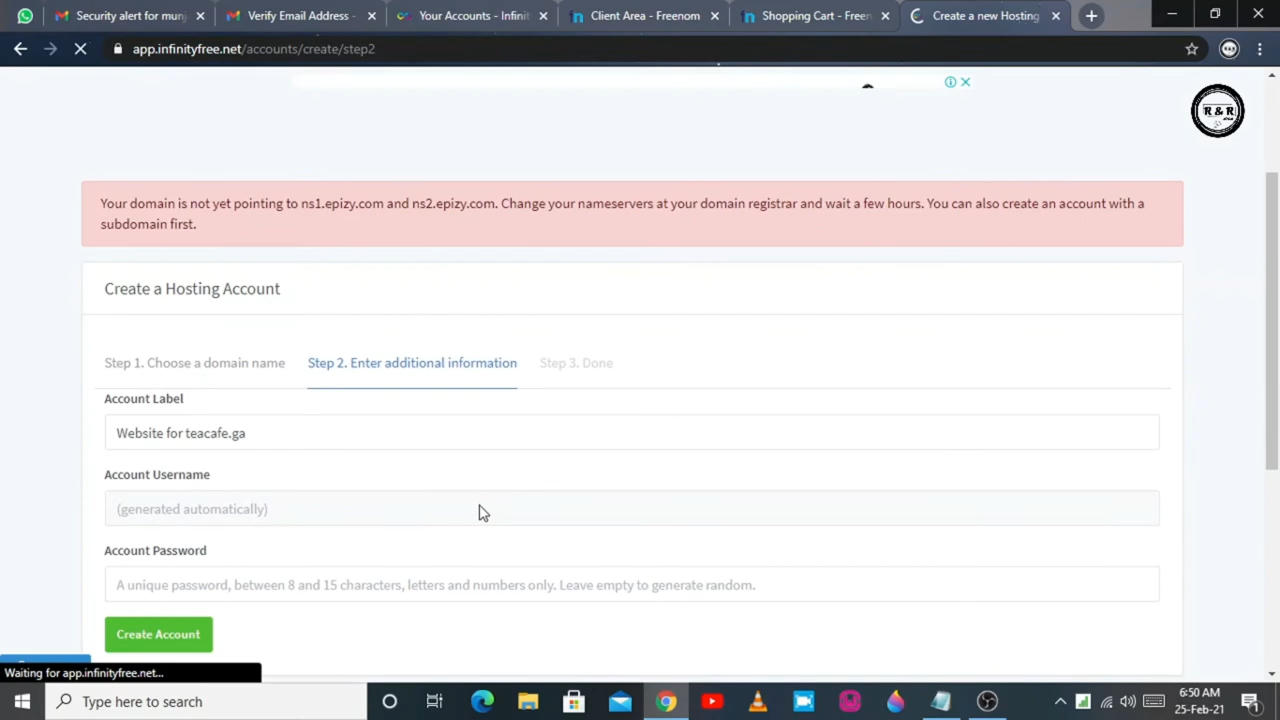 Security alert for mun
Verify Email Address -
Your Accounts - Infinit
Client Area - Freenom
Shopping Cart - Freen
Create a new Hosting
app.infinityfree.net/accounts/create/step2
R & R
Your domain is not yet pointing to ns1.epizy.com and ns2.epizy.com. Change your nameservers at your domain registrar and wait a few hours. You can also create an account with a
subdomain first.
Create a Hosting Account
Step 1. Choose a domain name
Step 2. Enter additional information
Step 3. Done
Account Label
Website for teacafe.ga
Account Username
(generated automatically)
Account Password
A unique password, between 8 and 15 characters, letters and numbers only. Leave empty to generate random.
Create Account
Waiting for app.infinityfree.net...
Type here to search
6:50 AM
25-Feb-21